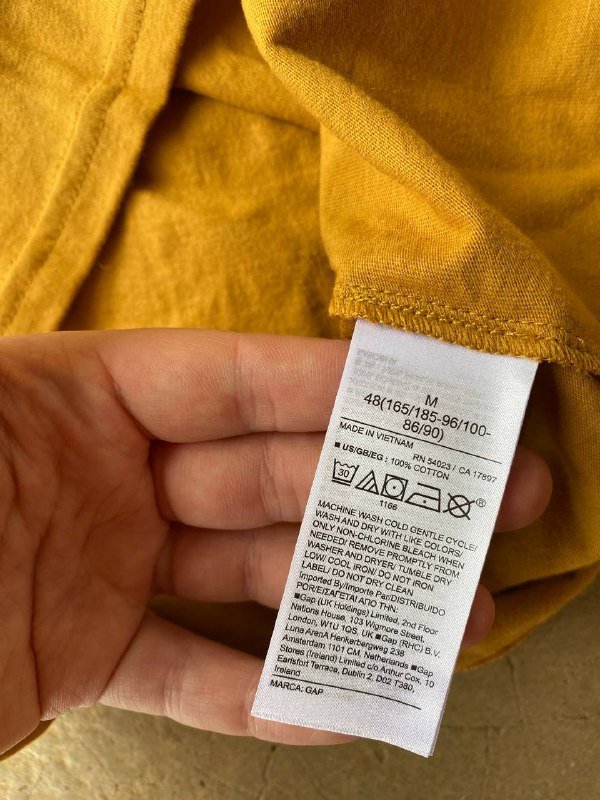 M
48(165/185-96/100-
86/90)
MADE IN VIETNAM
RN 54023 / CA 17897
■ US/GB/EG : 100% COTTON
30
1166
MACHINE WASH COLD GENTLE CYCLE/
WASH AND DRY WITH LIKE COLORS/
ONLY NON-CHLORINE BLEACH WHEN
NEEDED/ REMOVE PROMPTLY FROM
WASHER AND DRYER/ TUMBLE DRY
LOW/ COOL IRON/ DO NOT IRON
LABEL/ DO NOT DRY CLEAN
Imported By/Importe Par/DISTRIBUIDO
POR/ΕΙΣΑΓΕΤΑΙ ΑΠΟ ΤΗΝ:
■Gap (UK Holdings) Limited, 2nd Floor
Nations House, 103 Wigmore Street,
London, W1U 1QS, UK ■Gap (RHC) B.V.
Luna ArenA Herikerbergweg 238,
Amsterdam 1101 CM, Netherlands ■Gap
Stores (Ireland) Limited c/o Arthur Cox, 10
Earlsfort Terrace, Dublin 2, D02 T380,
Ireland
MARCA: GAP